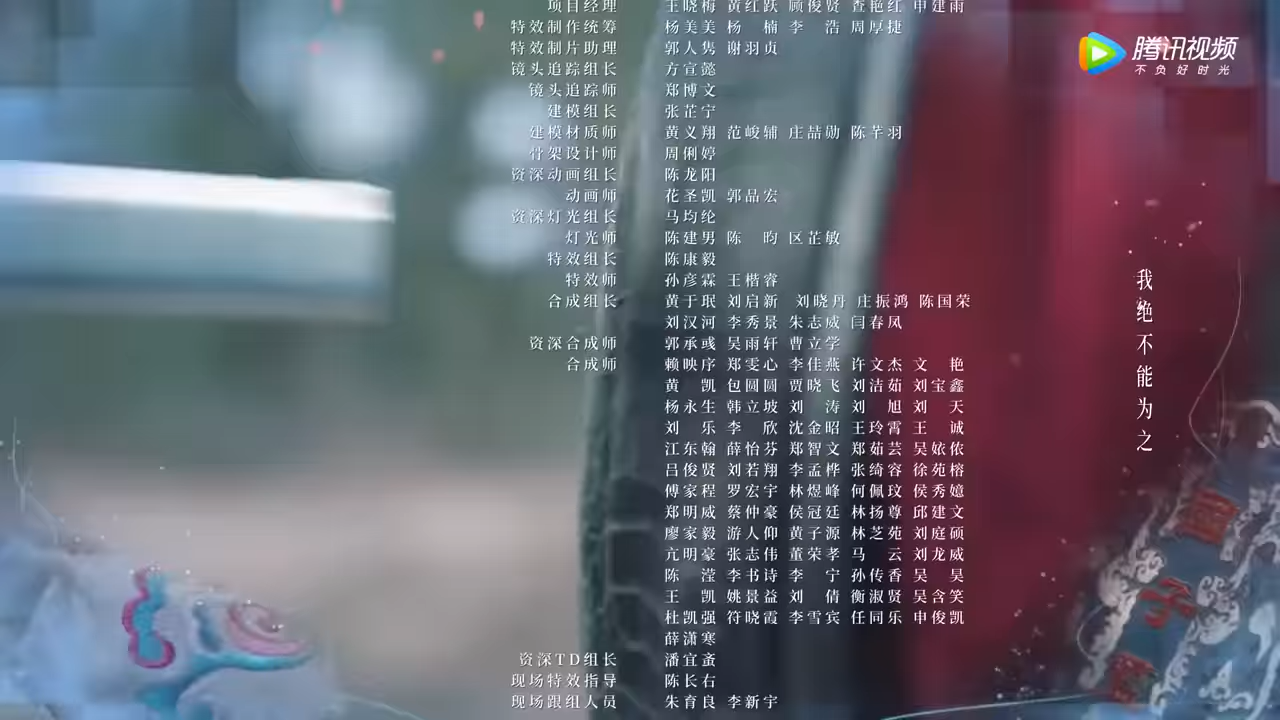 项目经理 王晓梅 黄红跃 顾俊贤 查艳红 申建雨
特效制作统筹 杨美美 杨 楠 李 浩 周厚捷
特效制片助理 郭人隽 谢羽贞
镜头追踪组长 方宣懿
镜头追踪师 郑博文
建模组长 张芷宁
建模材质师 黄义翔 范峻辅 庄喆勋 陈芊羽
骨架设计师 周俐婷
资深动画组长 陈龙阳
动画师 花圣凯 郭品宏
资深灯光组长 马均纶
灯光师 陈建男 陈 昀 区芷敏
特效组长 陈康毅
特效师 孙彦霖 王楷睿
合成组长 黄于珉 刘启新 刘晓丹 庄振鸿 陈国荣
刘汉河 李秀景 朱志威 闫春凤
资深合成师 郭承彧 吴雨轩 曹立学
合成师 赖映序 郑雯心 李佳燕 许文杰 文 艳
黄 凯 包圆圆 贾晓飞 刘洁茹 刘宝鑫
杨永生 韩立坡 刘 涛 刘 旭 刘 天
刘 乐 李 欣 沈金昭 王玲霄 王 诚
江东翰 薛怡芬 郑智文 郑茹芸 吴娰侬
吕俊贤 刘若翔 李孟桦 张绮容 徐苑榕
傅家程 罗宏宇 林煜峰 何佩玟 侯秀嬑
郑明威 蔡仲豪 侯冠廷 林扬尊 邱建文
廖家毅 游人仰 黄子源 林芝苑 刘庭硕
亢明豪 张志伟 董荣孝 马 云 刘龙威
陈 滢 李书诗 李 宁 孙传香 吴 昊
王 凯 姚景益 刘 倩 衡淑贤 吴含笑
杜凯强 符晓霞 李雪宾 任同乐 申俊凯
薛潇寒
资深TD组长 潘宜斎
现场特效指导 陈长右
现场跟组人员 朱育良 李新宇
腾讯视频
不负好时光
我绝不能为之